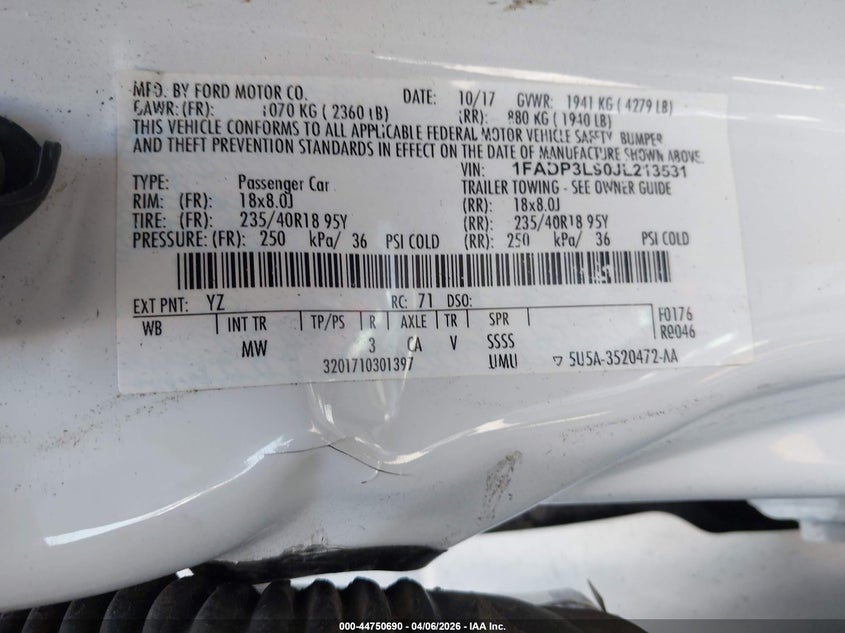 MFD. BY FORD MOTOR CO. DATE: 10/17 GVWR: 1941 KG ( 4279 LB)
GAWR: (FR): 1070 KG ( 2360 LB) (RR): 880 KG ( 1940 LB)
THIS VEHICLE CONFORMS TO ALL APPLICABLE FEDERAL MOTOR VEHICLE SAFETY BUMPER
AND THEFT PREVENTION STANDARDS IN EFFECT ON THE DATE OF MANUFACTURE SHOWN ABOVE.
VIN: 1FADP3LS0JL213531
TYPE: Passenger Car TRAILER TOWING - SEE OWNER GUIDE
RIM: (FR): 18x8.0J (RR): 18x8.0J
TIRE: (FR): 235/40R18 95Y (RR): 235/40R18 95Y
PRESSURE: (FR): 250 kPa/ 36 PSI COLD (RR): 250 kPa/ 36 PSI COLD
EXT PNT: YZ RC: 71 DSO:
WB INT TR TP/PS R AXLE TR SPR F0176
R0046
MW 3 CA V SSSS
3201710301397 UMU ▽ 5U5A-3520472-AA
000-44750690 - 04/06/2026 - IAA Inc.